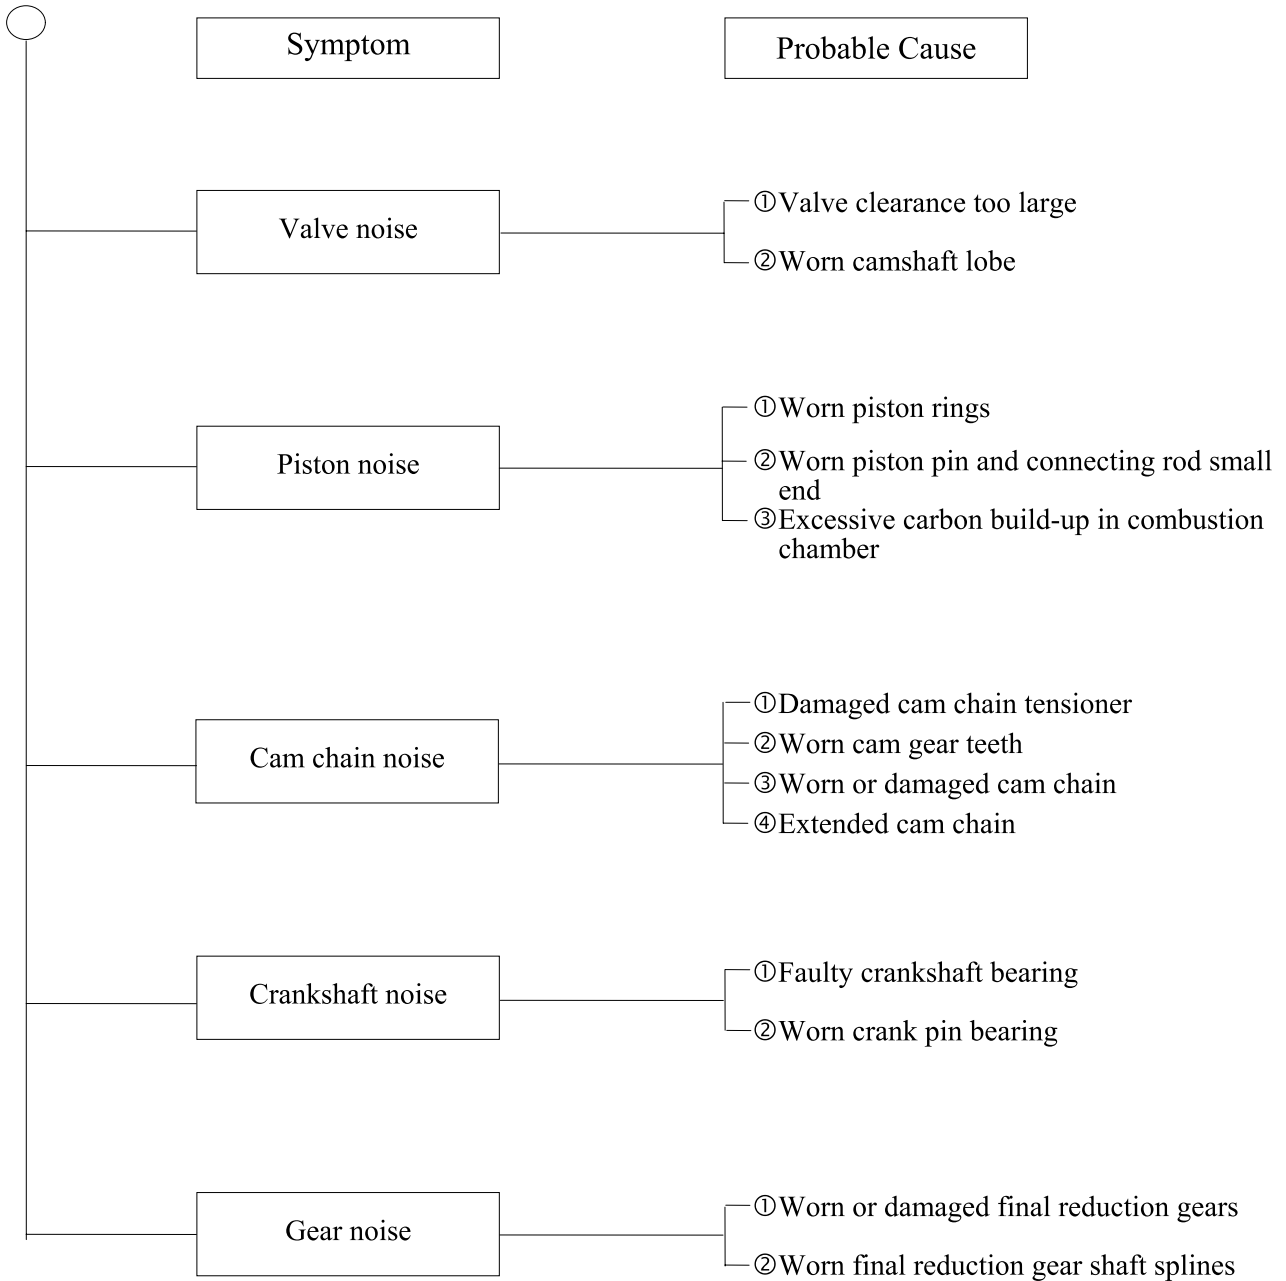 Symptom
Probable Cause
Valve noise
①Valve clearance too large
②Worn camshaft lobe
Piston noise
①Worn piston rings
②Worn piston pin and connecting rod small
end
③Excessive carbon build-up in combustion
chamber
Cam chain noise
①Damaged cam chain tensioner
②Worn cam gear teeth
③Worn or damaged cam chain
④Extended cam chain
Crankshaft noise
①Faulty crankshaft bearing
②Worn crank pin bearing
Gear noise
①Worn or damaged final reduction gears
②Worn final reduction gear shaft splines